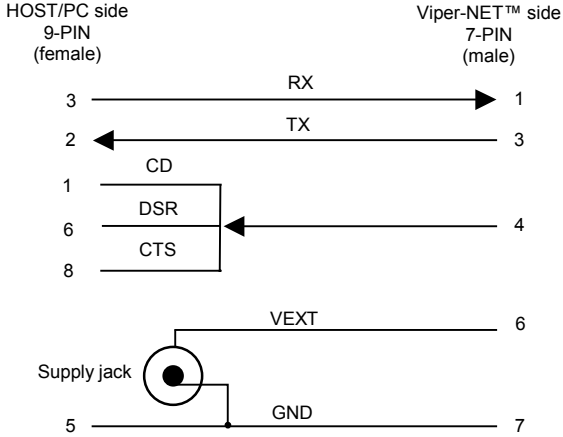 HOST/PC side
9-PIN
(female)
Viper-NET™ side
7-PIN
(male)
RX
3
1
TX
2
3
CD
1
DSR
6
4
CTS
8
VEXT
6
Supply jack
GND
5
7